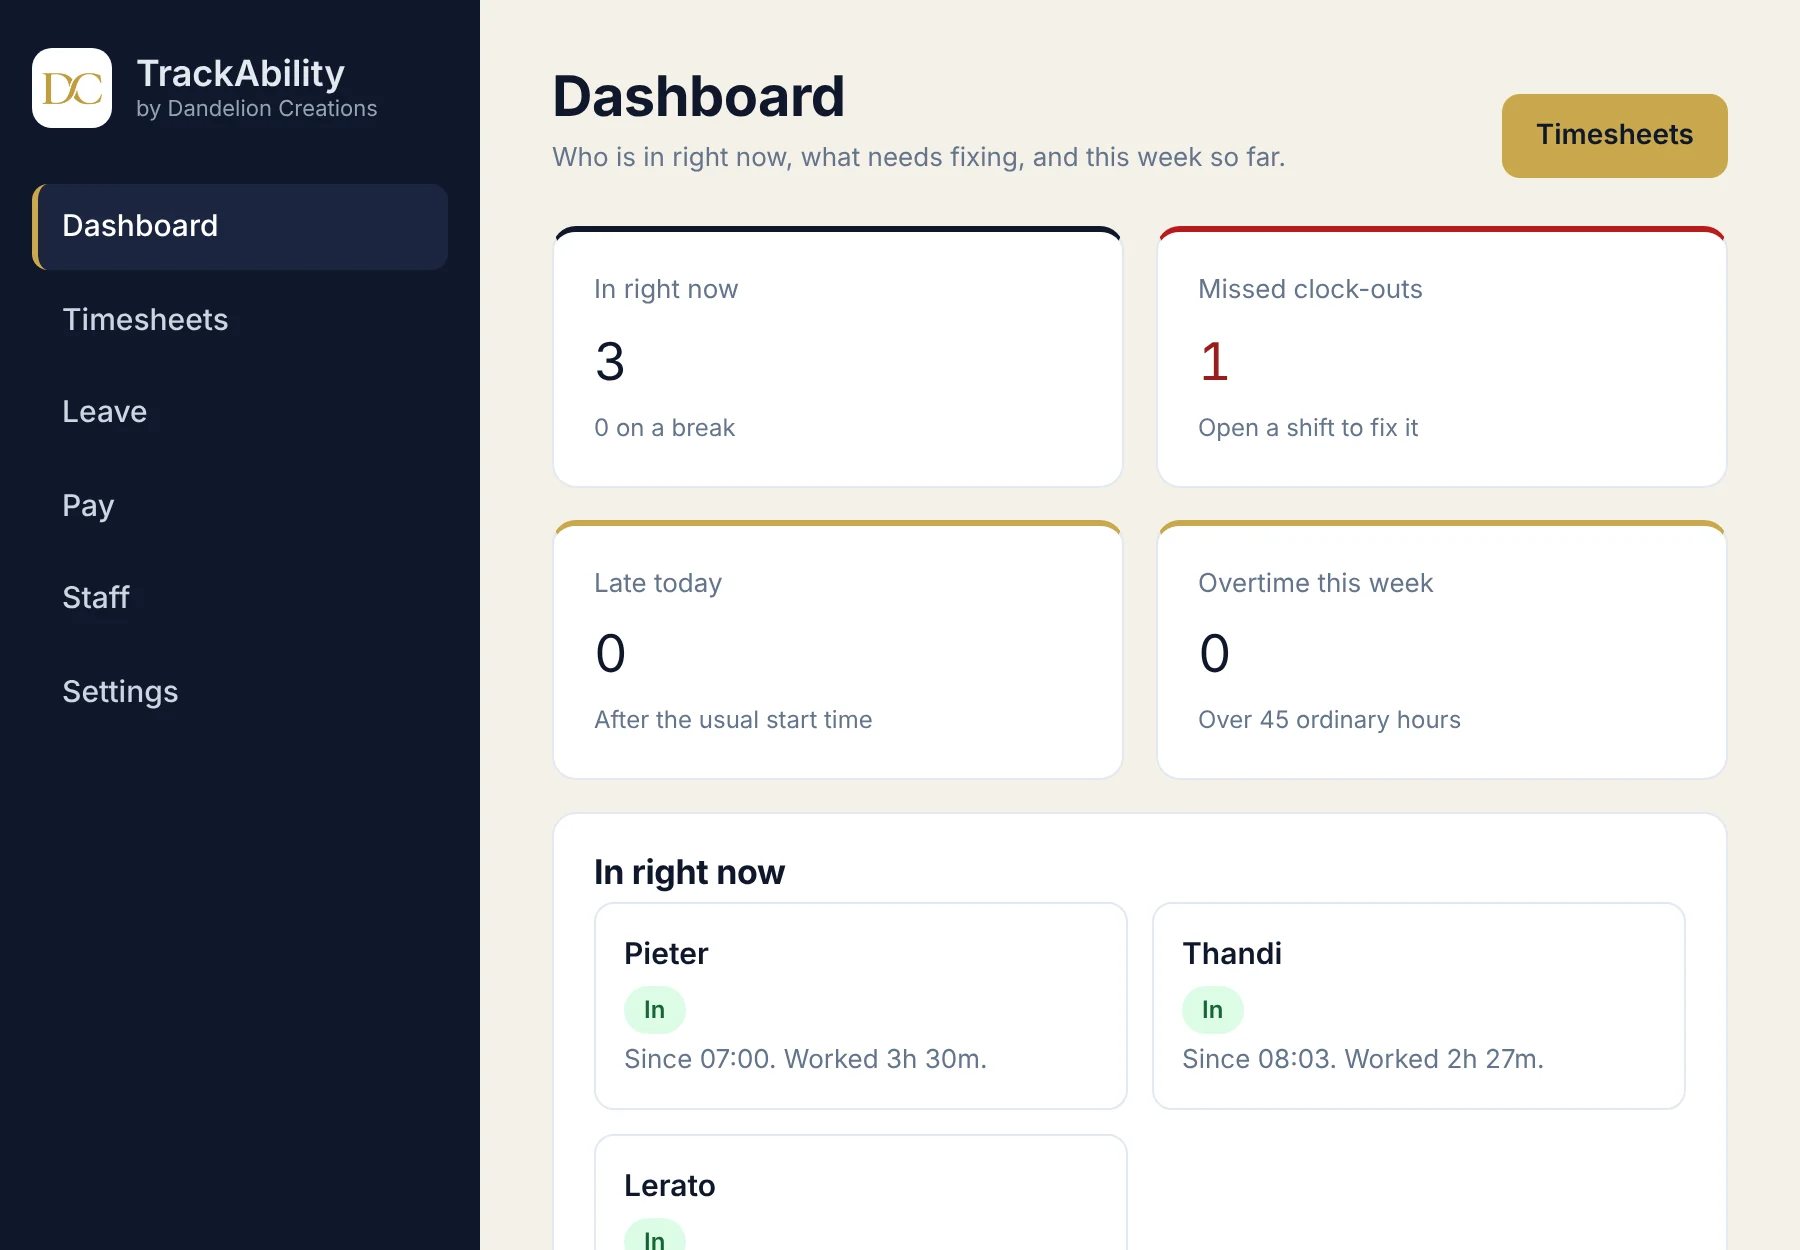 DC
TrackAbility
by Dandelion Creations
Dashboard
Timesheets
Leave
Pay
Staff
Settings
Dashboard
Who is in right now, what needs fixing, and this week so far.
Timesheets
In right now
3
0 on a break
Missed clock-outs
1
Open a shift to fix it
Late today
0
After the usual start time
Overtime this week
0
Over 45 ordinary hours
In right now
Pieter
In
Since 07:00. Worked 3h 30m.
Thandi
In
Since 08:03. Worked 2h 27m.
Lerato
In